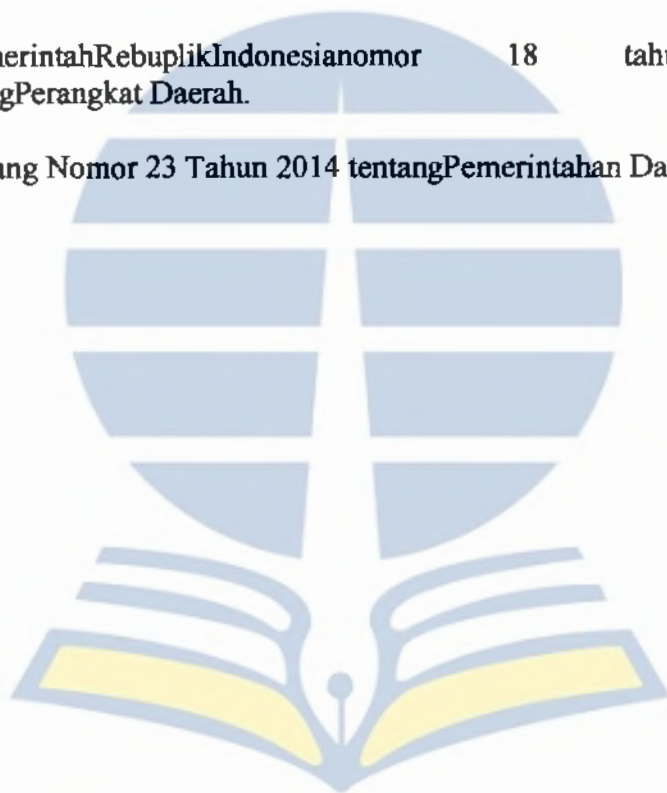 merintahRebuplikIndonesianomor 18 tahu
gPerangkat Daerah.
ang Nomor 23 Tahun 2014 tentangPemerintahan Da